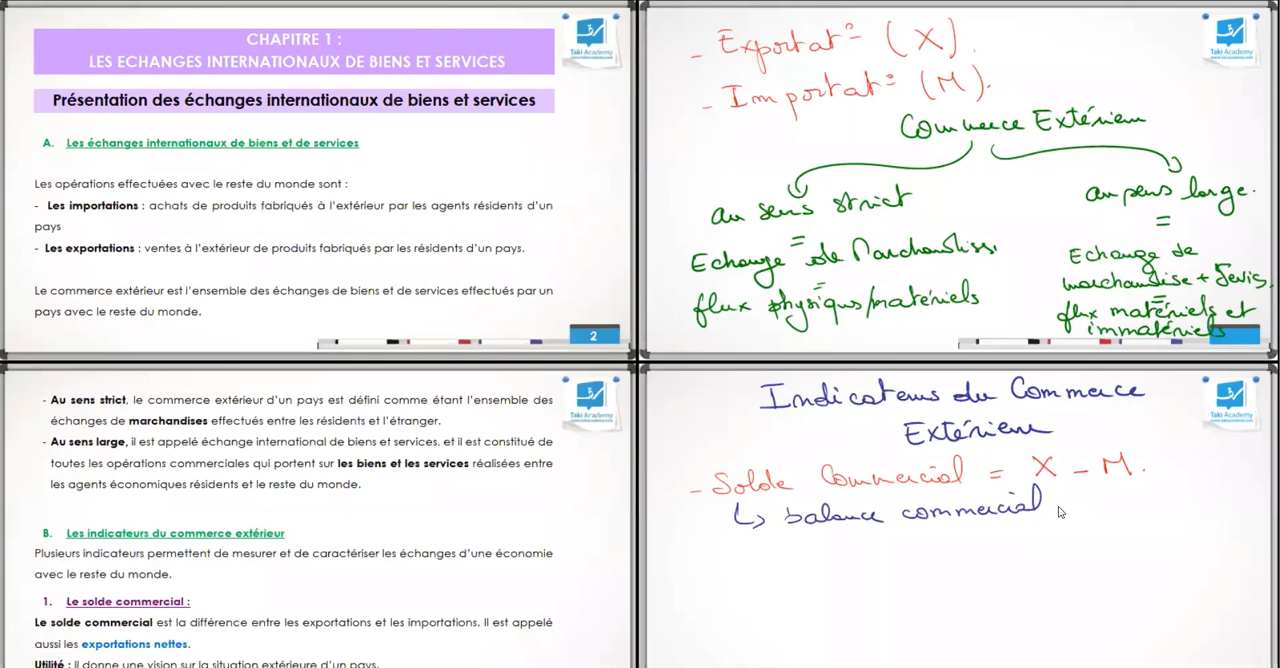 CHAPITRE 1 :
LES ECHANGES INTERNATIONAUX DE BIENS ET SERVICES
Taki Academy
www.takiacademy.com
Présentation des échanges internationaux de biens et services
A. Les échanges internationaux de biens et de services
Les opérations effectuées avec le reste du monde sont :
- Les importations : achats de produits fabriqués à l'extérieur par les agents résidents d'un
pays
- Les exportations : ventes à l'extérieur de produits fabriqués par les résidents d'un pays.
Le commerce extérieur est l'ensemble des échanges de biens et de services effectués par un
pays avec le reste du monde.
2
- Exportat° = (X).
- Importat° = (M).
Taki Academy
www.takiacademy.com
Commerce Extérieur
au sens strict
=
Echange de Marchandises.
=
flux physiques/matériels
au sens large.
=
Echange de
marchandise +
=
flux matériels et
immatériels
- Au sens strict, le commerce extérieur d'un pays est défini comme étant l'ensemble des
échanges de marchandises effectués entre les résidents et l'étranger.
- Au sens large, il est appelé échange international de biens et services, et il est constitué de
toutes les opérations commerciales qui portent sur les biens et les services réalisées entre
les agents économiques résidents et le reste du monde.
Taki Academy
www.takiacademy.com
B. Les indicateurs du commerce extérieur
Plusieurs indicateurs permettent de mesurer et de caractériser les échanges d'une économie
avec le reste du monde.
1. Le solde commercial :
Le solde commercial est la différence entre les exportations et les importations. Il est appelé
aussi les exportations nettes.
Utilité : Il donne une vision sur la situation extérieure d'un pays.
Indicateurs du Commerce
Extérieur
Taki Academy
www.takiacademy.com
- Solde Commercial = X - M.
↳ balance commercial